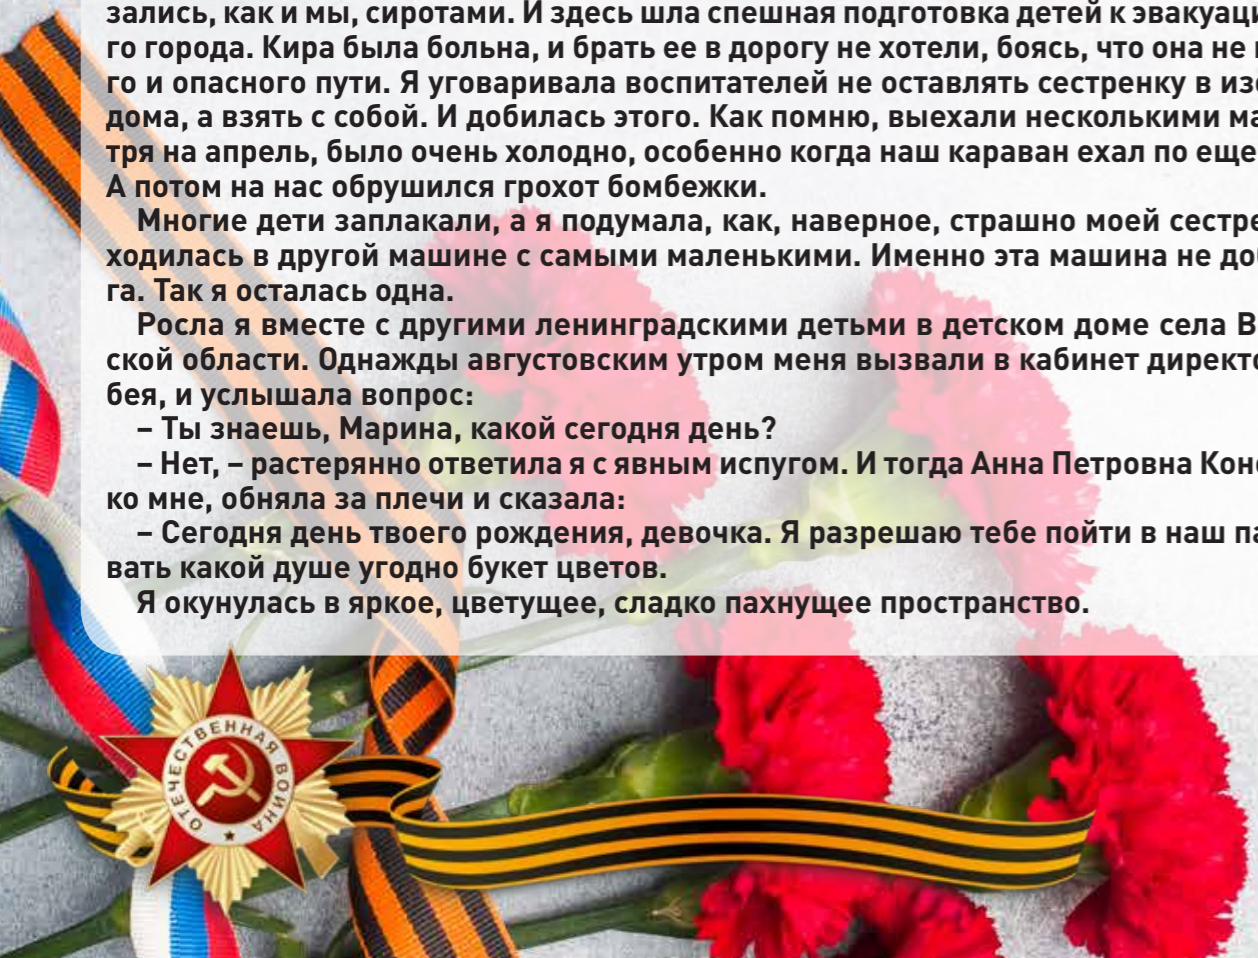 зались, как и мы, сиротами. И здесь шла спешная подготовка детей к эвакуаци
го города. Кира была больна, и брать ее в дорогу не хотели, боясь, что она не
го и опасного пути. Я уговаривала воспитателей не оставлять сестренку в изо
дома, а взять с собой. И добилась этого. Как помню, выехали несколькими ма
тря на апрель, было очень холодно, особенно когда наш караван ехал по еще
А потом на нас обрушился грохот бомбежки.
Многие дети заплакали, а я подумала, как, наверное, страшно моей сестре
ходилась в другой машине с самыми маленькими. Именно эта машина не до
га. Так я осталась одна.
Росла я вместе с другими ленинградскими детьми в детском доме села В
ской области. Однажды августовским утром меня вызвали в кабинет директо
бея, и услышала вопрос:
– Ты знаешь, Марина, какой сегодня день?
– Нет, – растерянно ответила я с явным испугом. И тогда Анна Петровна Кон
ко мне, обняла за плечи и сказала:
– Сегодня день твоего рождения, девочка. Я разрешаю тебе пойти в наш па
вать какой душе угодно букет цветов.
Я окунулась в яркое, цветущее, сладко пахнущее пространство.
ОТЕЧЕСТВЕННАЯ ВОЙНА